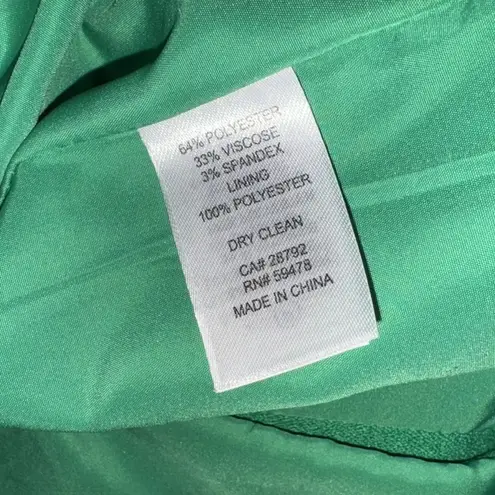 64% POLYESTER
33% VISCOSE
3% SPANDEX
LINING
100% POLYESTER
DRY CLEAN
CA# 28792
RN# 59478
MADE IN CHINA